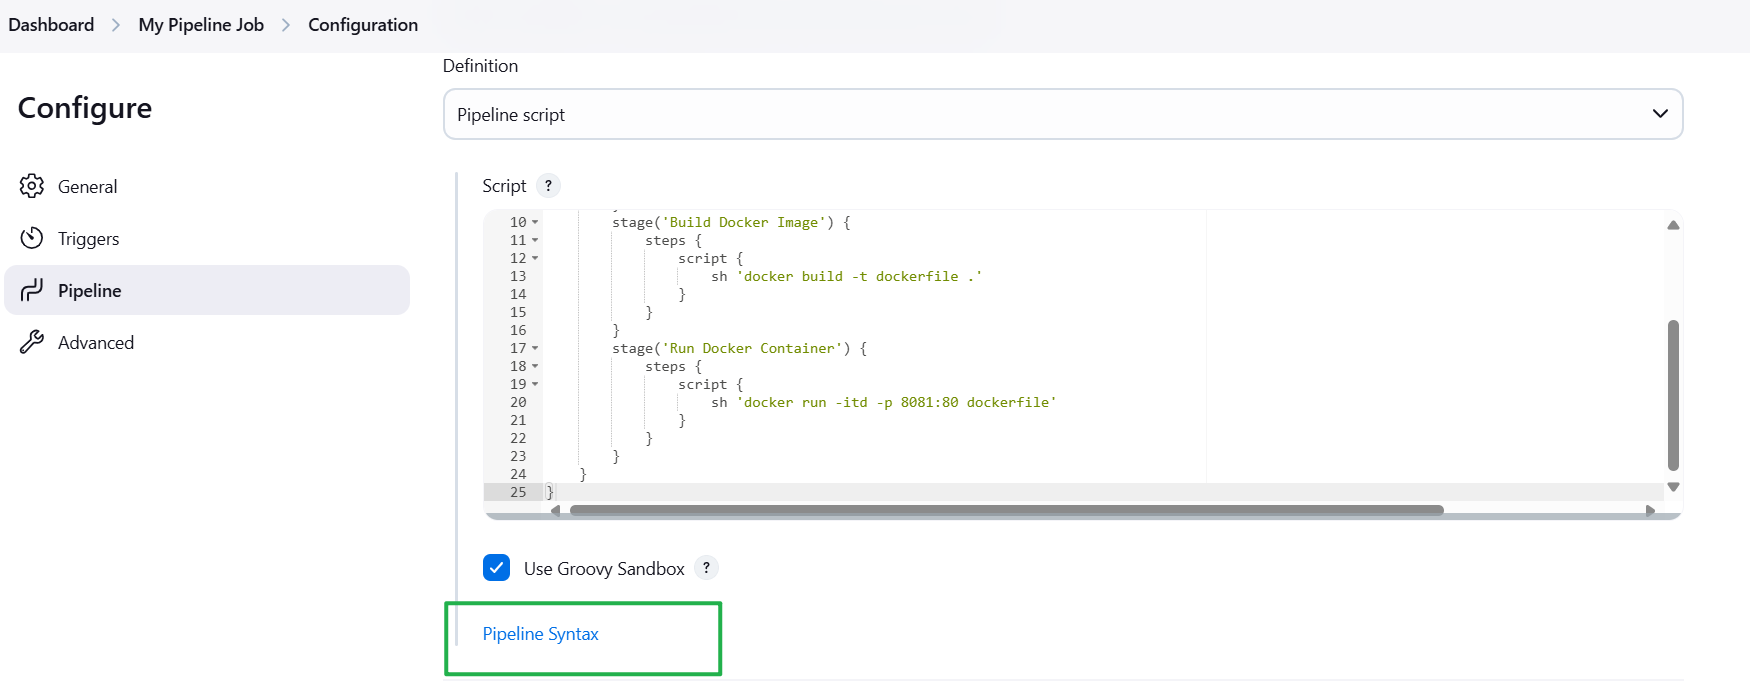 Dashboard > My Pipeline Job > Configuration
Configure
General
Triggers
Pipeline
Advanced
Definition
Pipeline script
Script ?
10 stage('Build Docker Image') {
11 steps {
12 script {
13 sh 'docker build -t dockerfile .'
14 }
15 }
16 }
17 stage('Run Docker Container') {
18 steps {
19 script {
20 sh 'docker run -itd -p 8081:80 dockerfile'
21 }
22 }
23 }
24 }
25 }
Use Groovy Sandbox ?
Pipeline Syntax